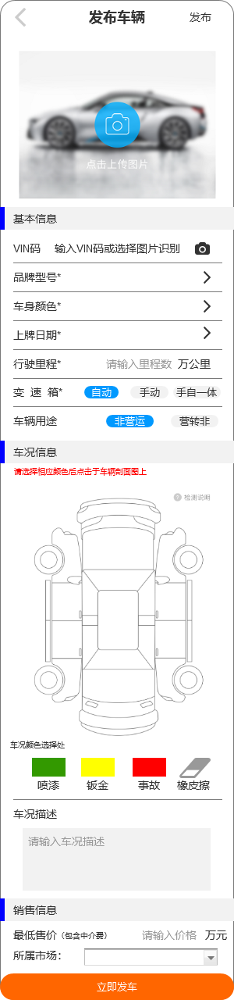 发布车辆 发布
点击上传图片
基本信息
VIN码 输入VIN码或选择图片识别
品牌型号*
车身颜色*
上牌日期*
行驶里程* 请输入里程数 万公里
变 速 箱* 自动 手动 手自一体
车辆用途 非营运 营转非
车况信息
请选择相应颜色后点击于车辆剖面图上
检测说明
车况颜色选择处
喷漆 钣金 事故 橡皮擦
车况描述
请输入车况描述
销售信息
最低售价（包含中介费） 请输入价格 万元
所属市场：
立即发车